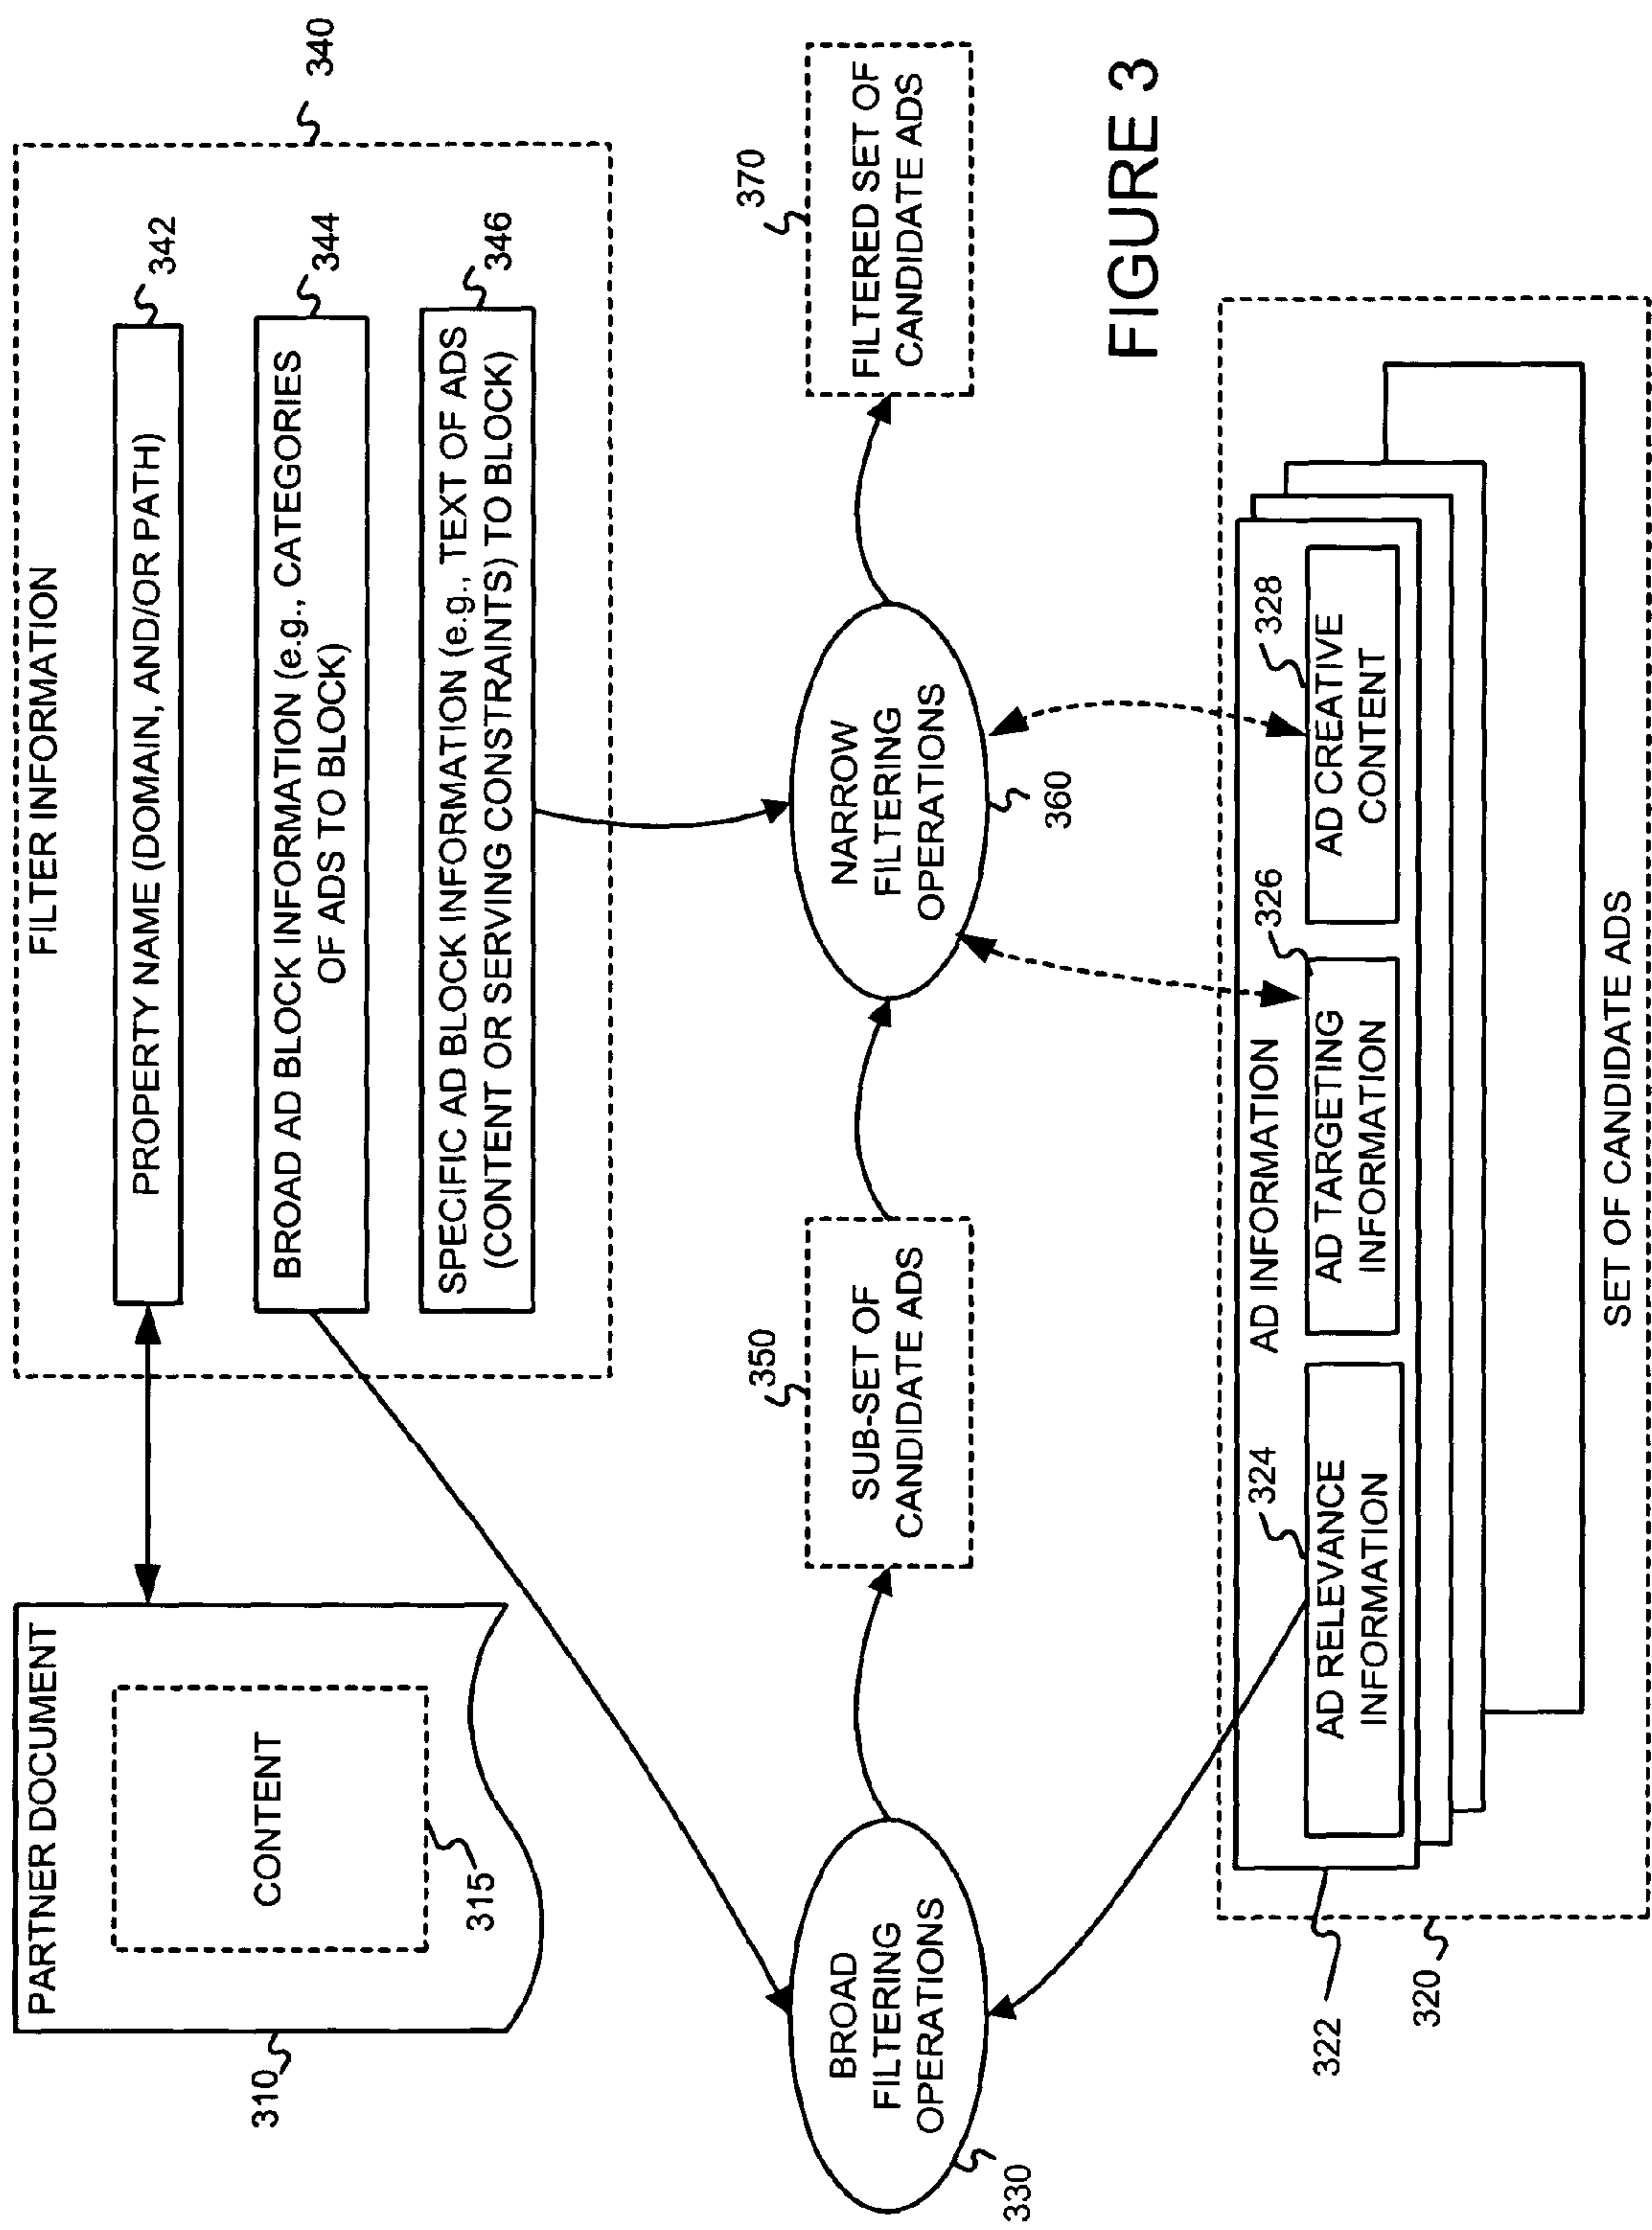 PARTNER DOCUMENT
CONTENT
315
310
FILTER INFORMATION
340
PROPERTY NAME (DOMAIN, AND/OR PATH)
342
BROAD AD BLOCK INFORMATION (e.g., CATEGORIES
OF ADS TO BLOCK)
344
SPECIFIC AD BLOCK INFORMATION (e.g., TEXT OF ADS
(CONTENT OR SERVING CONSTRAINTS) TO BLOCK)
346
BROAD
FILTERING
OPERATIONS
330
350
SUB-SET OF
CANDIDATE ADS
NARROW
FILTERING
OPERATIONS
360
370
FILTERED SET OF
CANDIDATE ADS
FIGURE 3
AD INFORMATION
324
AD RELEVANCE
INFORMATION
326
AD TARGETING
INFORMATION
328
AD CREATIVE
CONTENT
322
320
SET OF CANDIDATE ADS